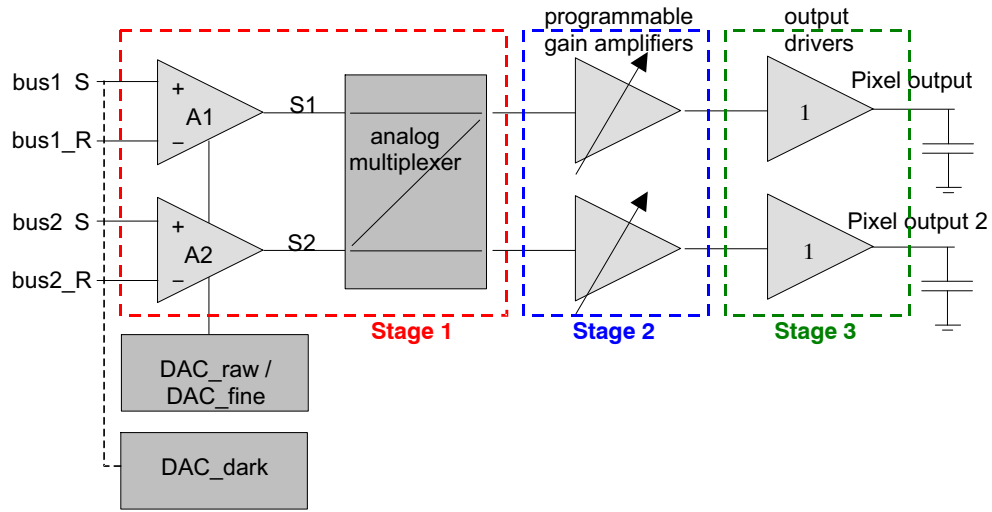 programmable
gain amplifiers
output
drivers
bus1 S
+
A1
−
bus1_R
S1
analog
multiplexer
1
Pixel output
bus2 S
+
A2
−
bus2_R
S2
1
Pixel output 2
Stage 1
Stage 2
Stage 3
DAC_raw /
DAC_fine
DAC_dark